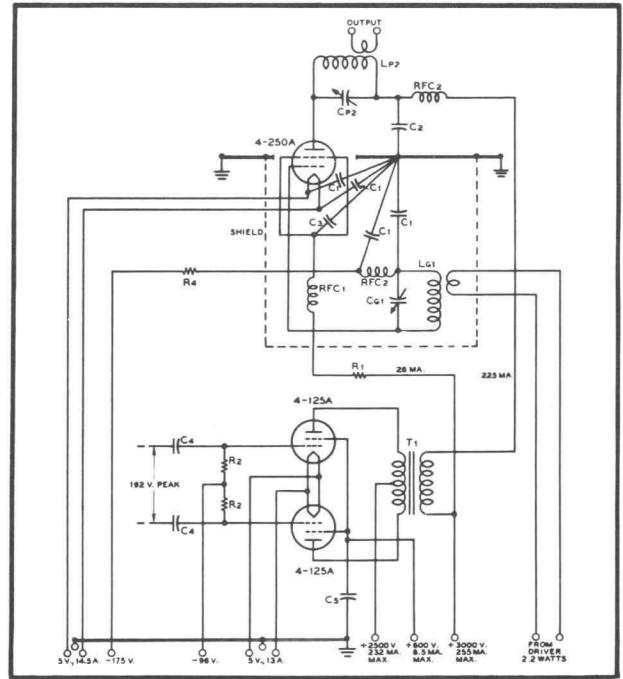 OUTPUT
LP2
RFC2
CP2
C2
4-250A
C1
C1
C1
C3
C1
SHIELD
LG1
R4
RFC2
RFC1
CG1
R1
26 MA.
225 MA.
4-125A
C4
R2
T1
192 V. PEAK
R2
C4
4-125A
C5
5 V., 14.5 A.
-175 V.
-96 V.
5 V., 13 A.
+2500 V.
232 MA.
MAX.
+600 V.
8.5 MA.
MAX.
+3000 V.
255 MA.
MAX.
FROM
DRIVER
2.2 WATTS